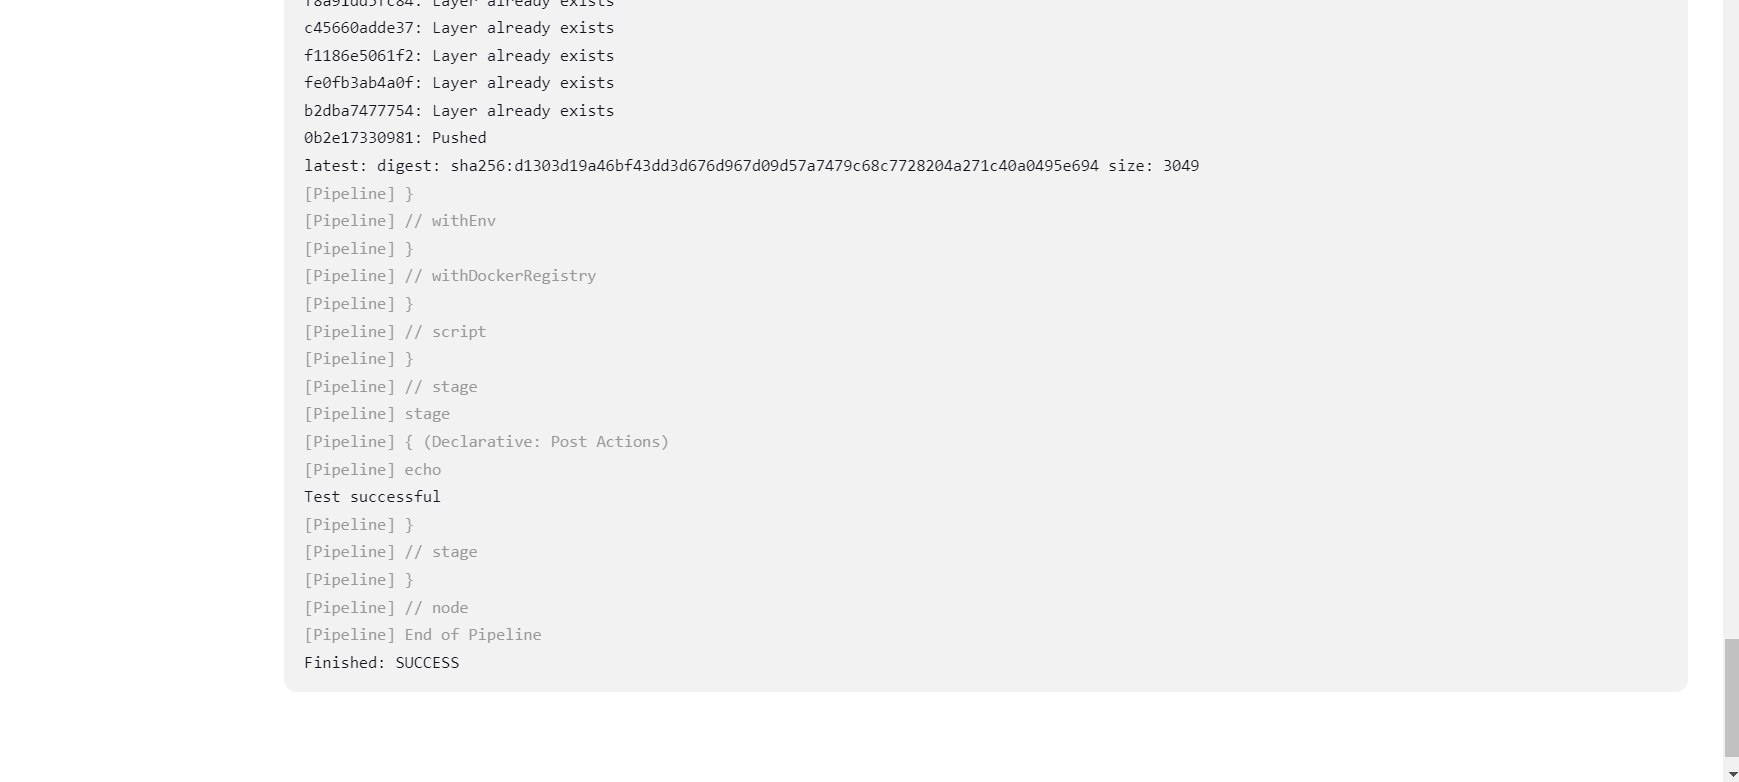 f8a91dd5fc84: Layer already exists
c45660adde37: Layer already exists
f1186e5061f2: Layer already exists
fe0fb3ab4a0f: Layer already exists
b2dba7477754: Layer already exists
0b2e17330981: Pushed
latest: digest: sha256:d1303d19a46bf43dd3d676d967d09d57a7479c68c7728204a271c40a0495e694 size: 3049
[Pipeline] }
[Pipeline] // withEnv
[Pipeline] }
[Pipeline] // withDockerRegistry
[Pipeline] }
[Pipeline] // script
[Pipeline] }
[Pipeline] // stage
[Pipeline] stage
[Pipeline] { (Declarative: Post Actions)
[Pipeline] echo
Test successful
[Pipeline] }
[Pipeline] // stage
[Pipeline] }
[Pipeline] // node
[Pipeline] End of Pipeline
Finished: SUCCESS